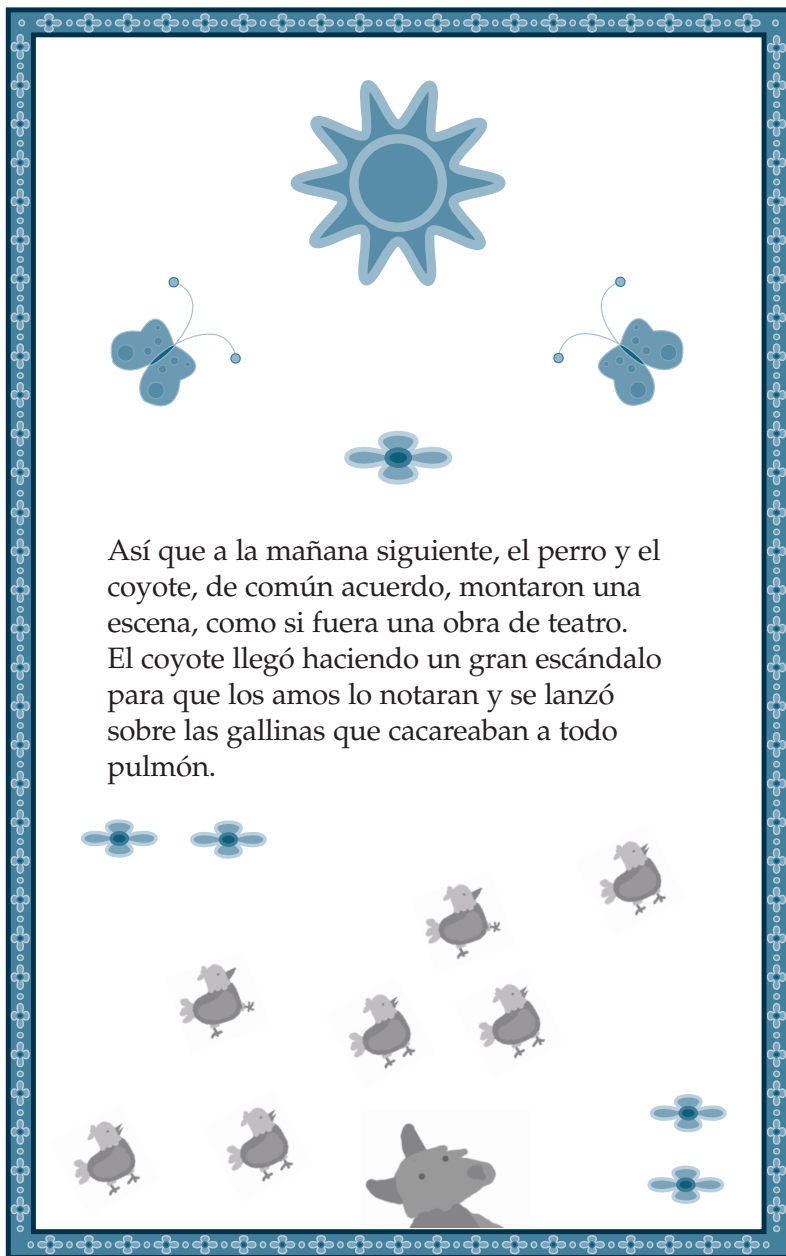 Así que a la mañana siguiente, el perro y el
coyote, de común acuerdo, montaron una
escena, como si fuera una obra de teatro.
El coyote llegó haciendo un gran escándalo
para que los amos lo notaran y se lanzó
sobre las gallinas que cacareaban a todo
pulmón.